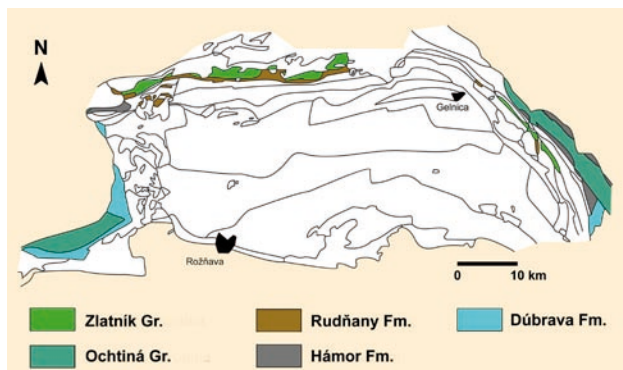 N
Gelnica
Rožňava
0 10 km
Zlatník Gr.
Rudňany Fm.
Dúbrava Fm.
Ochtiná Gr.
Hámor Fm.